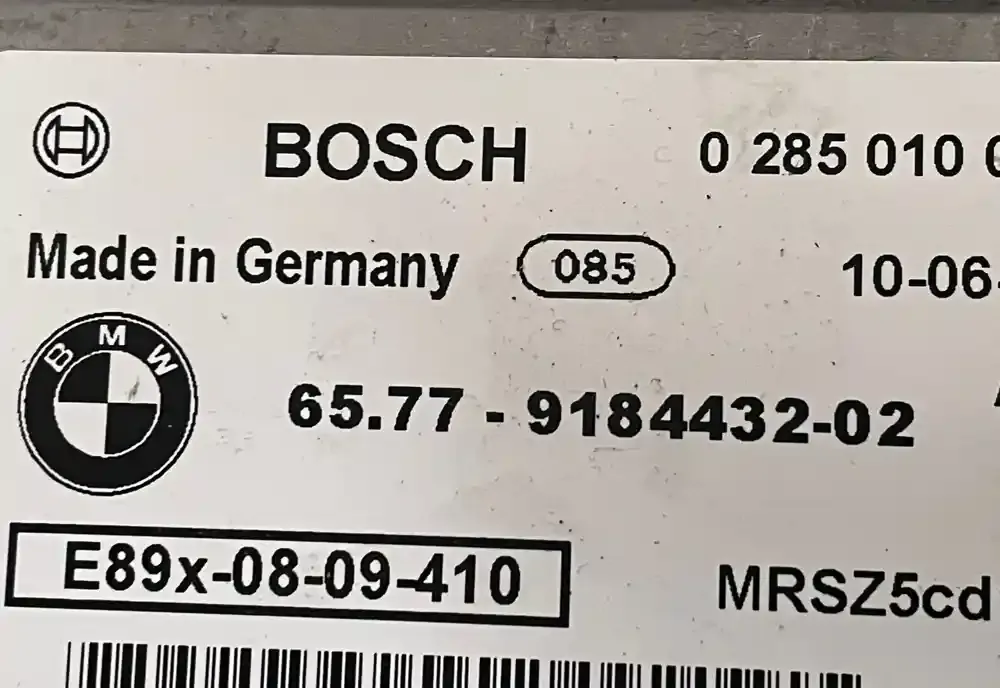 BOSCH 0 285 010
Made in Germany 085 10-06-
BMW
65.77 - 9184432-02
E89x-08-09-410 MRSZ5cd